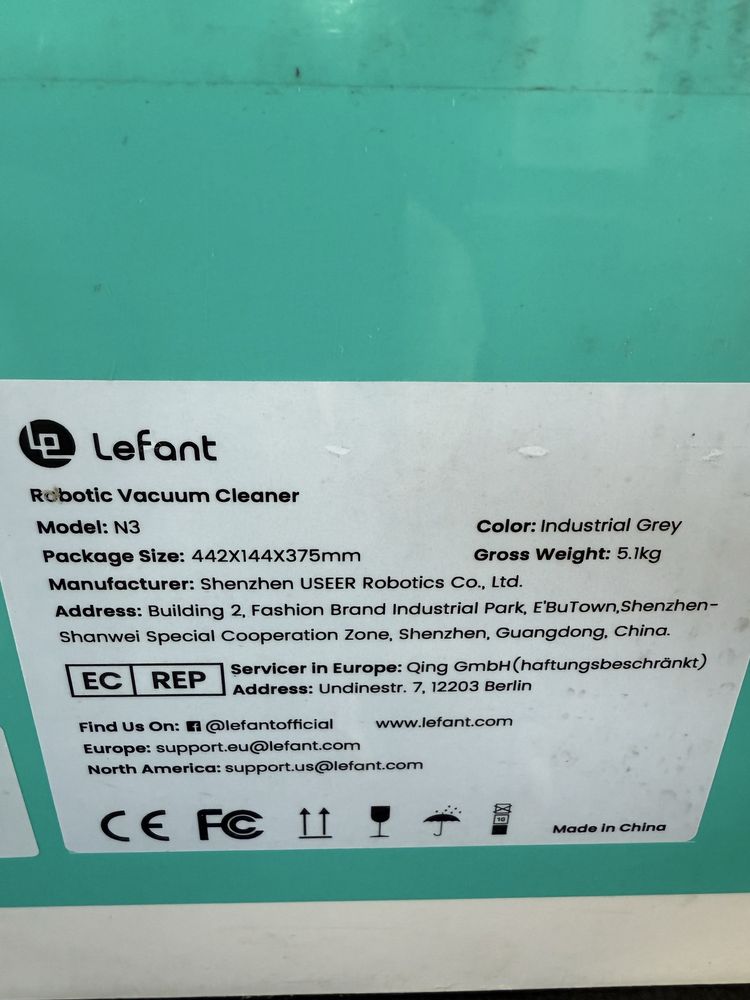 Lefant
Robotic Vacuum Cleaner
Model: N3 Color: Industrial Grey
Package Size: 442X144X375mm Gross Weight: 5.1kg
Manufacturer: Shenzhen USEER Robotics Co., Ltd.
Address: Building 2, Fashion Brand Industrial Park, E'BuTown,Shenzhen-
Shanwei Special Cooperation Zone, Shenzhen, Guangdong, China.
EC REP Servicer in Europe: Qing GmbH(haftungsbeschränkt)
Address: Undinestr. 7, 12203 Berlin
Find Us On: @lefantofficial www.lefant.com
Europe: support.eu@lefant.com
North America: support.us@lefant.com
CE FC 10 Made in China